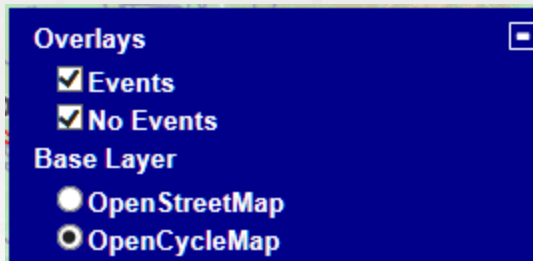 Overlays
Events
No Events
Base Layer
OpenStreetMap
OpenCycleMap